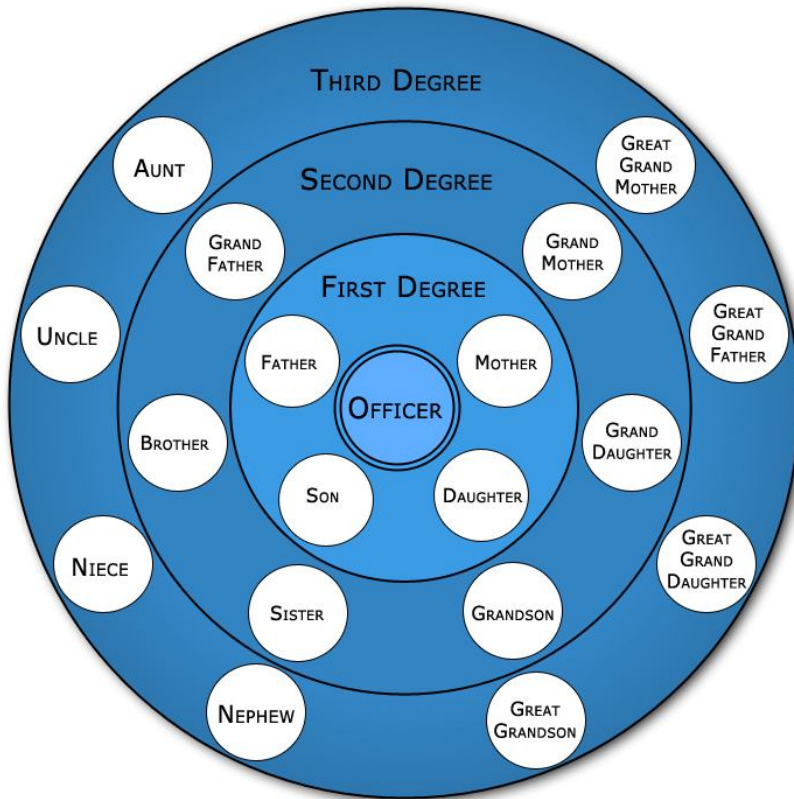 THIRD DEGREE
AUNT
GREAT
GRAND
MOTHER
SECOND DEGREE
GRAND
FATHER
GRAND
MOTHER
FIRST DEGREE
UNCLE
GREAT
GRAND
FATHER
FATHER
MOTHER
OFFICER
BROTHER
GRAND
DAUGHTER
SON
DAUGHTER
NIECE
GREAT
GRAND
DAUGHTER
SISTER
GRANDSON
NEPHEW
GREAT
GRANDSON